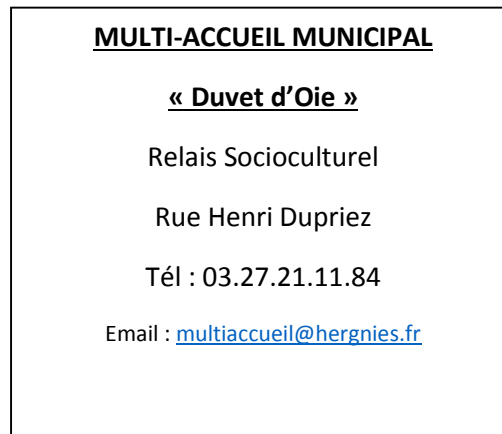 MULTI-ACCUEIL MUNICIPAL
« Duvet d’Oie »
Relais Socioculturel
Rue Henri Dupriez
Tél : 03.27.21.11.84
Email : multiaccueil@hergnies.fr